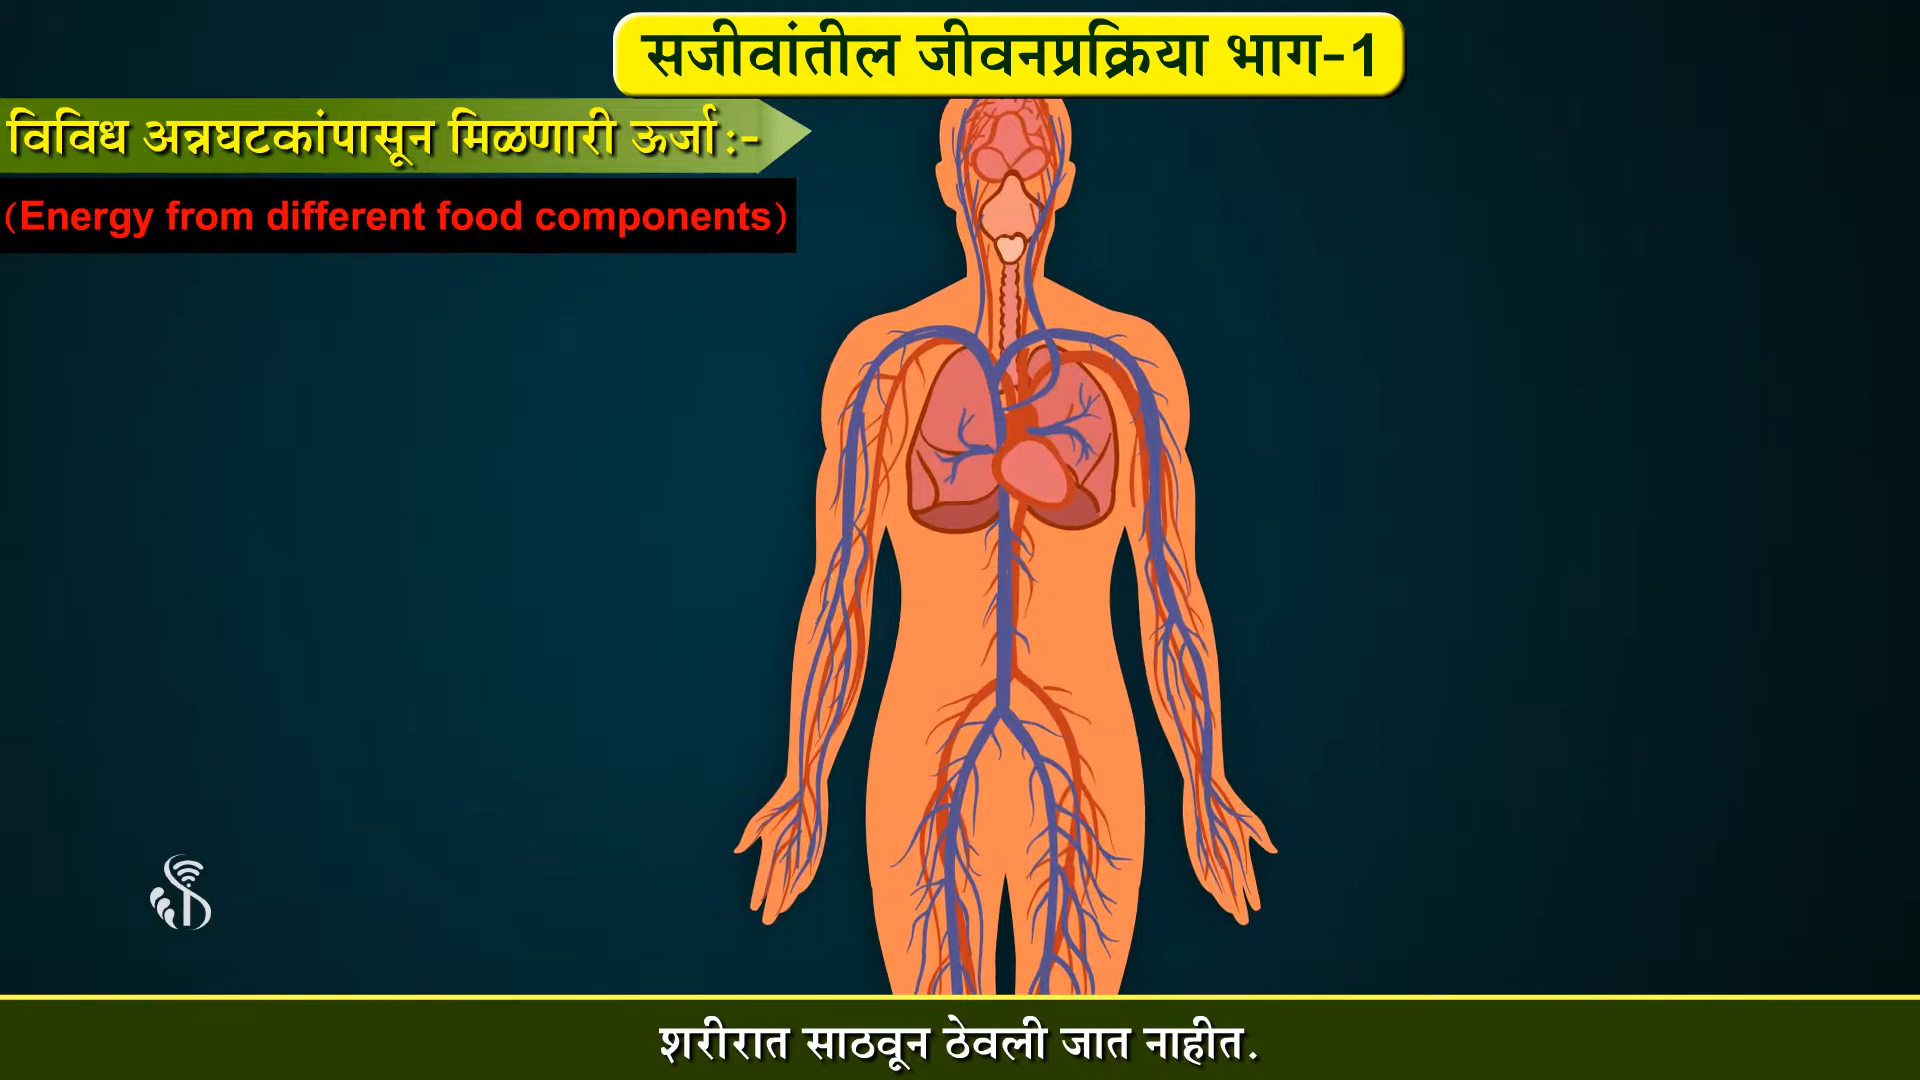 सजीवांतील जीवनप्रक्रिया भाग-1
विविध अन्नघटकांपासून मिळणारी ऊर्जा:-
(Energy from different food components)
शरीरात साठवून ठेवली जात नाहीत.